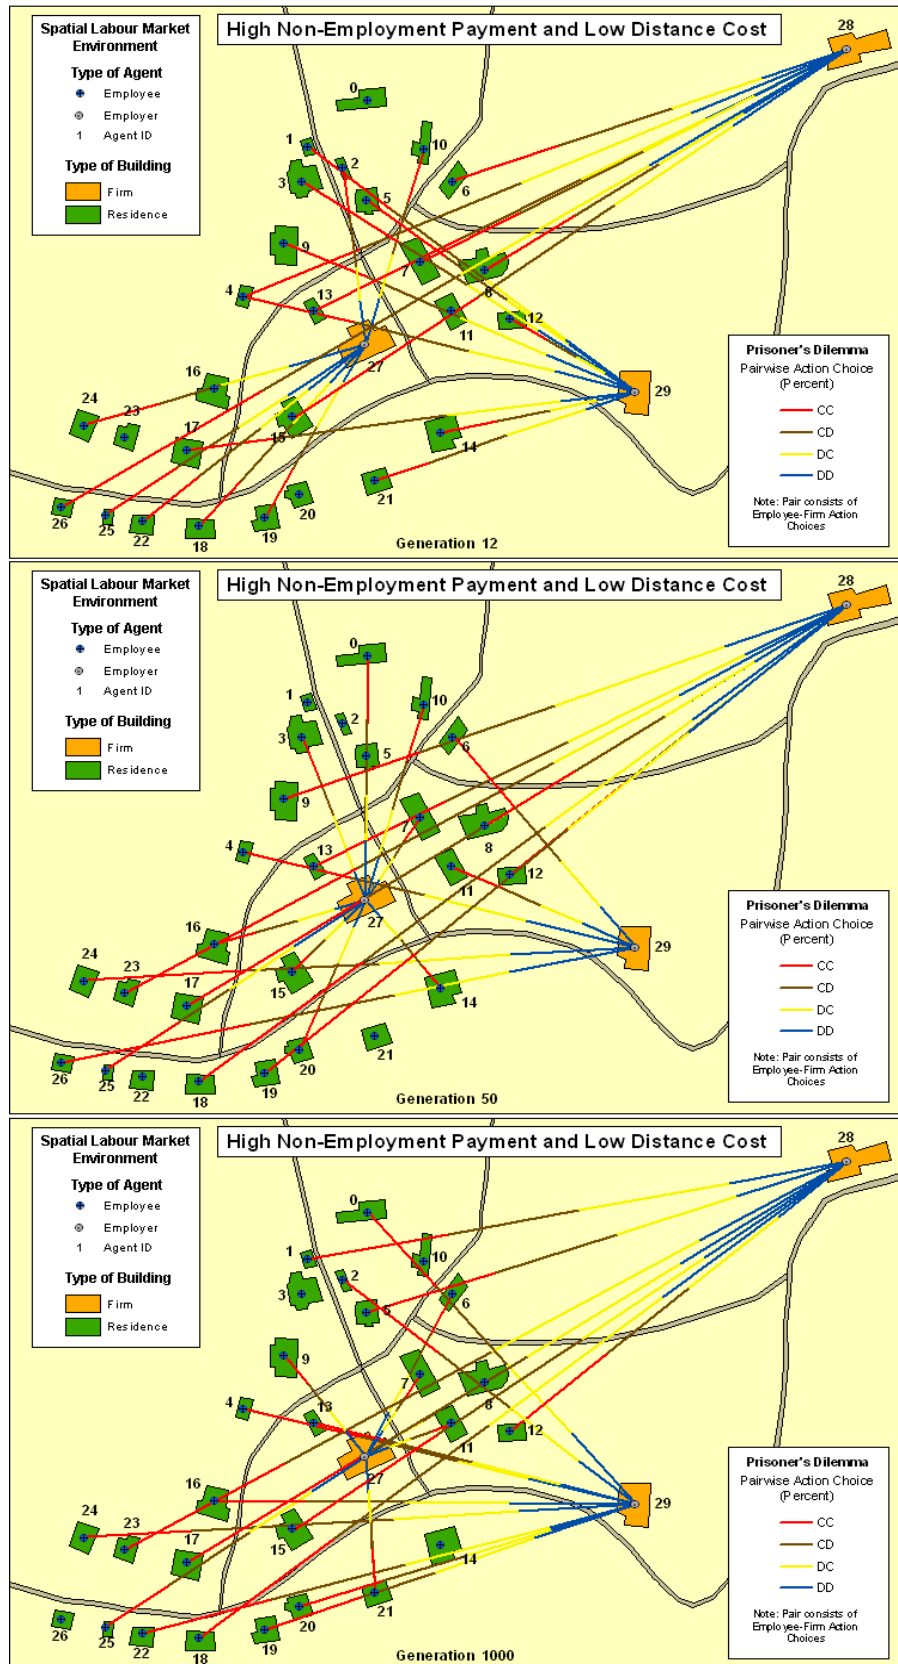 Spatial Labour Market
Environment
Type of Agent
Employee
Employer
1 Agent ID
Type of Building
Firm
Residence
High Non-Employment Payment and Low Distance Cost
28
0
1
2
10
3
5
6
9
7
8
4
13
11
12
27
16
29
24
23
17
15
14
21
20
26
25
22
18
19
Prisoner's Dilemma
Pairwise Action Choice
(Percent)
CC
CD
DC
DD
Note: Pair consists of
Employee-Firm Action
Choices
Generation 12
Spatial Labour Market
Environment
Type of Agent
Employee
Employer
1 Agent ID
Type of Building
Firm
Residence
High Non-Employment Payment and Low Distance Cost
28
0
1
2
10
3
5
6
9
7
8
4
13
11
12
27
16
29
24
23
17
15
14
21
20
26
25
22
18
19
Prisoner's Dilemma
Pairwise Action Choice
(Percent)
CC
CD
DC
DD
Note: Pair consists of
Employee-Firm Action
Choices
Generation 50
Spatial Labour Market
Environment
Type of Agent
Employee
Employer
1 Agent ID
Type of Building
Firm
Residence
High Non-Employment Payment and Low Distance Cost
28
0
1
2
10
3
5
6
9
7
8
4
13
11
12
27
16
29
24
23
17
15
14
21
20
26
25
22
18
19
Prisoner's Dilemma
Pairwise Action Choice
(Percent)
CC
CD
DC
DD
Note: Pair consists of
Employee-Firm Action
Choices
Generation 1000